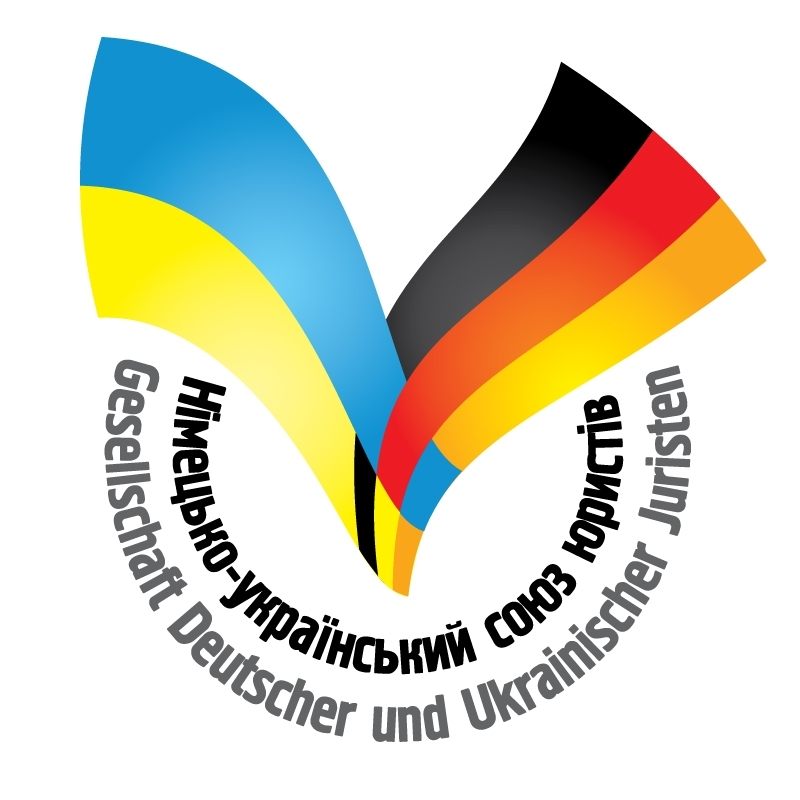 Німецько-український союз юристів
Gesellschaft Deutscher und Ukrainischer Juristen